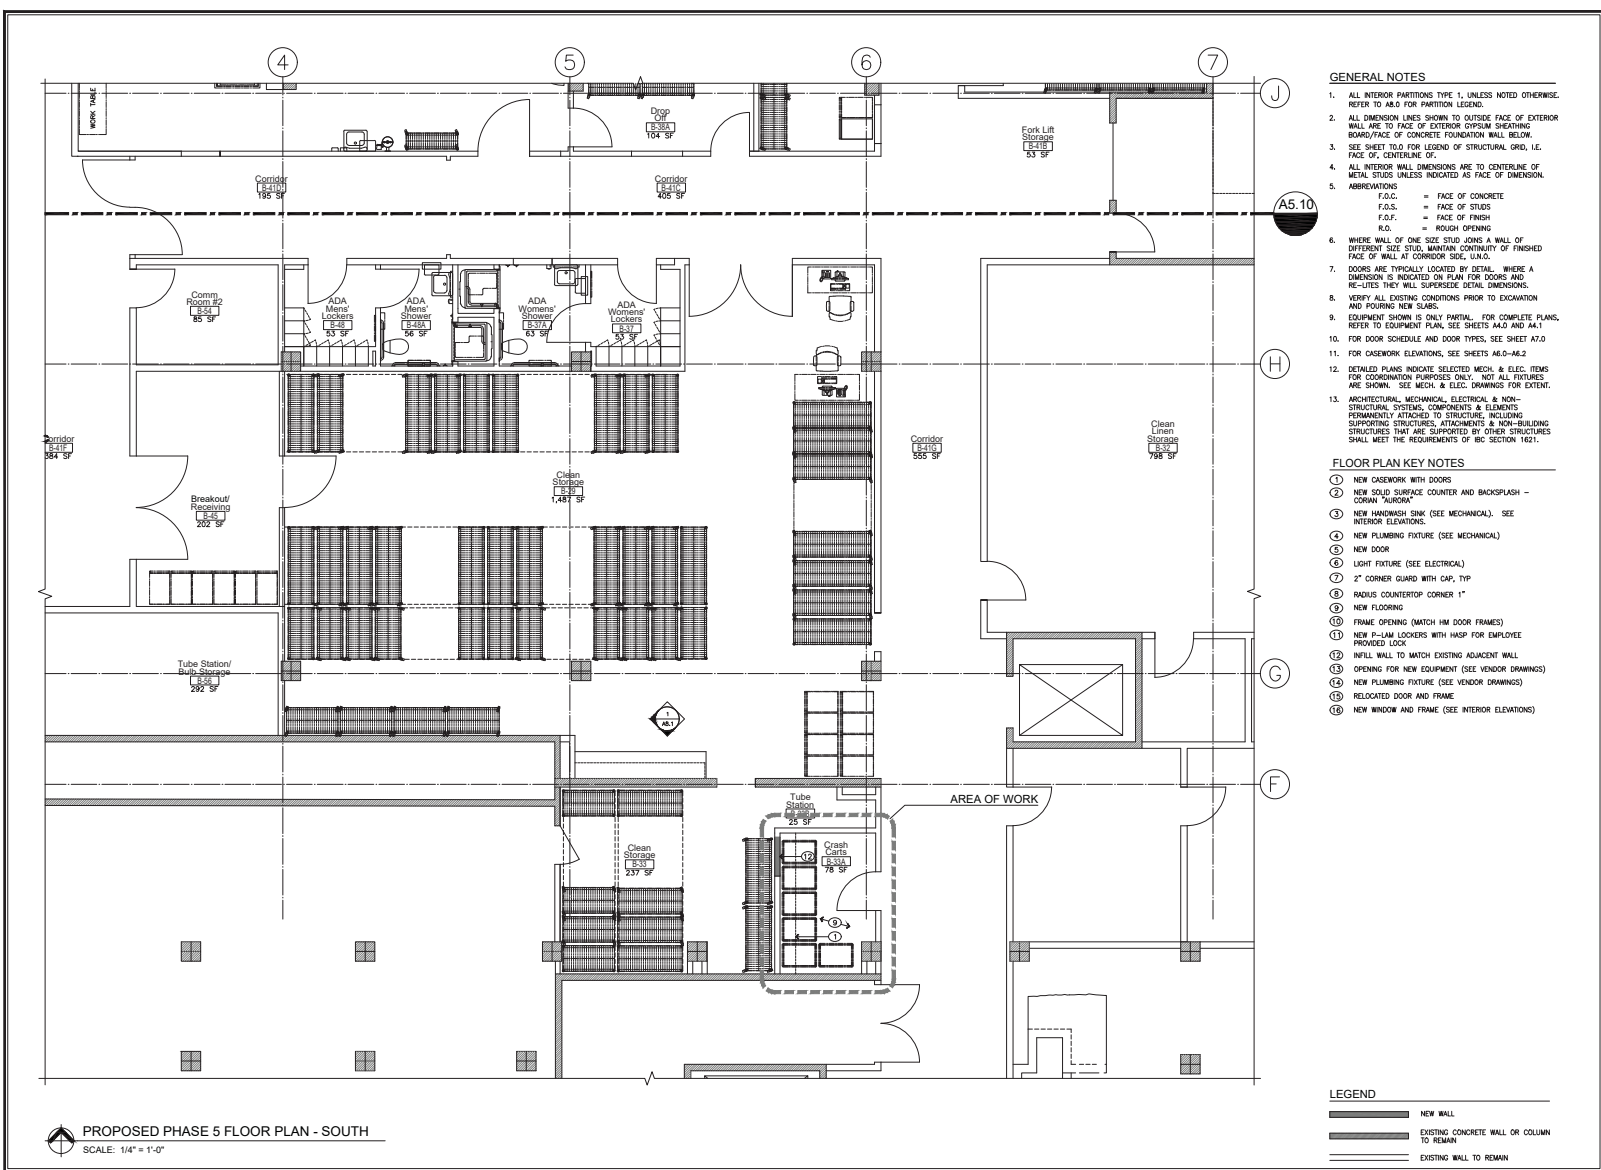 4
5
6
7
J
H
G
F
A5.10
WORK TABLE
Drop
Off
B-38A
104 SF
Fork Lift
Storage
B-41B
53 SF
Corridor
B-41D
195 SF
Corridor
B-41C
405 SF
Comm
Room #2
B-54
85 SF
ADA
Mens'
Lockers
B-48
53 SF
ADA
Mens'
Shower
B-48A
56 SF
ADA
Womens'
Shower
B-37A
63 SF
ADA
Womens'
Lockers
B-37
53 SF
Corridor
B-41F
384 SF
Breakout/
Receiving
B-45
202 SF
Clean
Storage
B-29
1,487 SF
Corridor
B-41G
555 SF
Clean
Linen
Storage
B-32
798 SF
Tube Station/
Bulb Storage
B-56
292 SF
1
A8.1
Tube
Station
25 SF
AREA OF WORK
Clean
Storage
B-33
237 SF
Crash
Carts
B-33A
78 SF
12
9
1
PROPOSED PHASE 5 FLOOR PLAN - SOUTH
SCALE: 1/4" = 1'-0"
GENERAL NOTES
1. ALL INTERIOR PARTITIONS TYPE 1, UNLESS NOTED OTHERWISE.
REFER TO A8.0 FOR PARTITION LEGEND.
2. ALL DIMENSION LINES SHOWN TO OUTSIDE FACE OF EXTERIOR
WALL ARE TO FACE OF EXTERIOR GYPSUM SHEATHING
BOARD/FACE OF CONCRETE FOUNDATION WALL BELOW.
3. SEE SHEET T0.0 FOR LEGEND OF STRUCTURAL GRID, I.E.
FACE OF, CENTERLINE OF.
4. ALL INTERIOR WALL DIMENSIONS ARE TO CENTERLINE OF
METAL STUDS UNLESS INDICATED AS FACE OF DIMENSION.
5. ABBREVIATIONS
F.O.C. = FACE OF CONCRETE
F.O.S. = FACE OF STUDS
F.O.F. = FACE OF FINISH
R.O. = ROUGH OPENING
6. WHERE WALL OF ONE SIZE STUD JOINS A WALL OF
DIFFERENT SIZE STUD, MAINTAIN CONTINUITY OF FINISHED
FACE OF WALL AT CORRIDOR SIDE, U.N.O.
7. DOORS ARE TYPICALLY LOCATED BY DETAIL. WHERE A
DIMENSION IS INDICATED ON PLAN FOR DOORS AND
RE-LITES THEY WILL SUPERSEDE DETAIL DIMENSIONS.
8. VERIFY ALL EXISTING CONDITIONS PRIOR TO EXCAVATION
AND POURING NEW SLABS.
9. EQUIPMENT SHOWN IS ONLY PARTIAL. FOR COMPLETE PLANS,
REFER TO EQUIPMENT PLAN, SEE SHEETS A4.0 AND A4.1
10. FOR DOOR SCHEDULE AND DOOR TYPES, SEE SHEET A7.0
11. FOR CASEWORK ELEVATIONS, SEE SHEETS A6.0-A6.2
12. DETAILED PLANS INDICATE SELECTED MECH. & ELEC. ITEMS
FOR COORDINATION PURPOSES ONLY. NOT ALL FIXTURES
ARE SHOWN. SEE MECH. & ELEC. DRAWINGS FOR EXTENT.
13. ARCHITECTURAL, MECHANICAL, ELECTRICAL & NON-
STRUCTURAL SYSTEMS, COMPONENTS & ELEMENTS
PERMANENTLY ATTACHED TO STRUCTURE, INCLUDING
SUPPORTING STRUCTURES, ATTACHMENTS & NON-BUILDING
STRUCTURES THAT ARE SUPPORTED BY OTHER STRUCTURES
SHALL MEET THE REQUIREMENTS OF IBC SECTION 1621.
FLOOR PLAN KEY NOTES
1 NEW CASEWORK WITH DOORS
2 NEW SOLID SURFACE COUNTER AND BACKSPLASH -
CORIAN "AURORA"
3 NEW HANDWASH SINK (SEE MECHANICAL). SEE
INTERIOR ELEVATIONS.
4 NEW PLUMBING FIXTURE (SEE MECHANICAL)
5 NEW DOOR
6 LIGHT FIXTURE (SEE ELECTRICAL)
7 2" CORNER GUARD WITH CAP, TYP
8 RADIUS COUNTERTOP CORNER 1"
9 NEW FLOORING
10 FRAME OPENING (MATCH HM DOOR FRAMES)
11 NEW P-LAM LOCKERS WITH HASP FOR EMPLOYEE
PROVIDED LOCK
12 INFILL WALL TO MATCH EXISTING ADJACENT WALL
13 OPENING FOR NEW EQUIPMENT (SEE VENDOR DRAWINGS)
14 NEW PLUMBING FIXTURE (SEE VENDOR DRAWINGS)
15 RELOCATED DOOR AND FRAME
16 NEW WINDOW AND FRAME (SEE INTERIOR ELEVATIONS)
LEGEND
NEW WALL
EXISTING CONCRETE WALL OR COLUMN
TO REMAIN
EXISTING WALL TO REMAIN